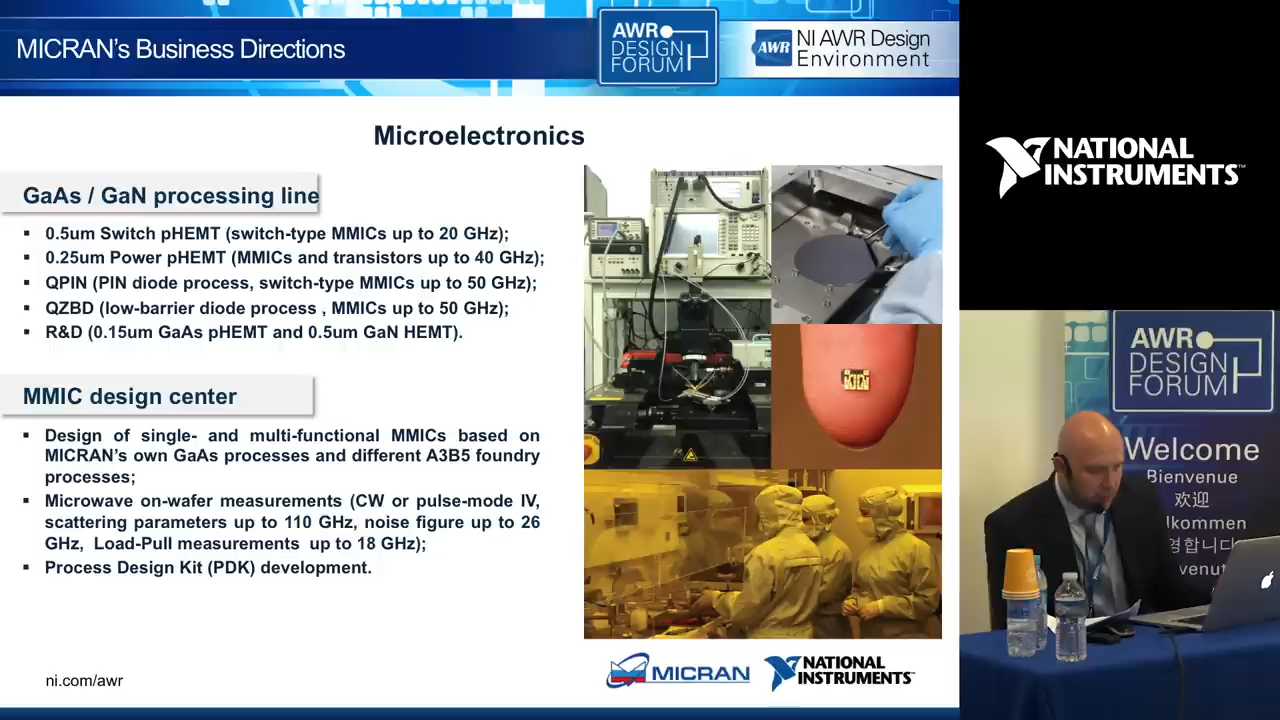 MICRAN's Business Directions
AWR
DESIGN
FORUM
AWR
NI AWR Design
Environment
Microelectronics
GaAs / GaN processing line
▪ 0.5um Switch pHEMT (switch-type MMICs up to 20 GHz);
▪ 0.25um Power pHEMT (MMICs and transistors up to 40 GHz);
▪ QPIN (PIN diode process, switch-type MMICs up to 50 GHz);
▪ QZBD (low-barrier diode process , MMICs up to 50 GHz);
▪ R&D (0.15um GaAs pHEMT and 0.5um GaN HEMT).
MMIC design center
▪ Design of single- and multi-functional MMICs based on
MICRAN's own GaAs processes and different A3B5 foundry
processes;
▪ Microwave on-wafer measurements (CW or pulse-mode IV,
scattering parameters up to 110 GHz, noise figure up to 26
GHz, Load-Pull measurements up to 18 GHz);
▪ Process Design Kit (PDK) development.
ni.com/awr
MICRAN
NATIONAL
INSTRUMENTS
NATIONAL
INSTRUMENTS™
AWR
DESIGN
FORUM
Welcome
Bienvenue
欢迎
lkommen
영합니다
venut